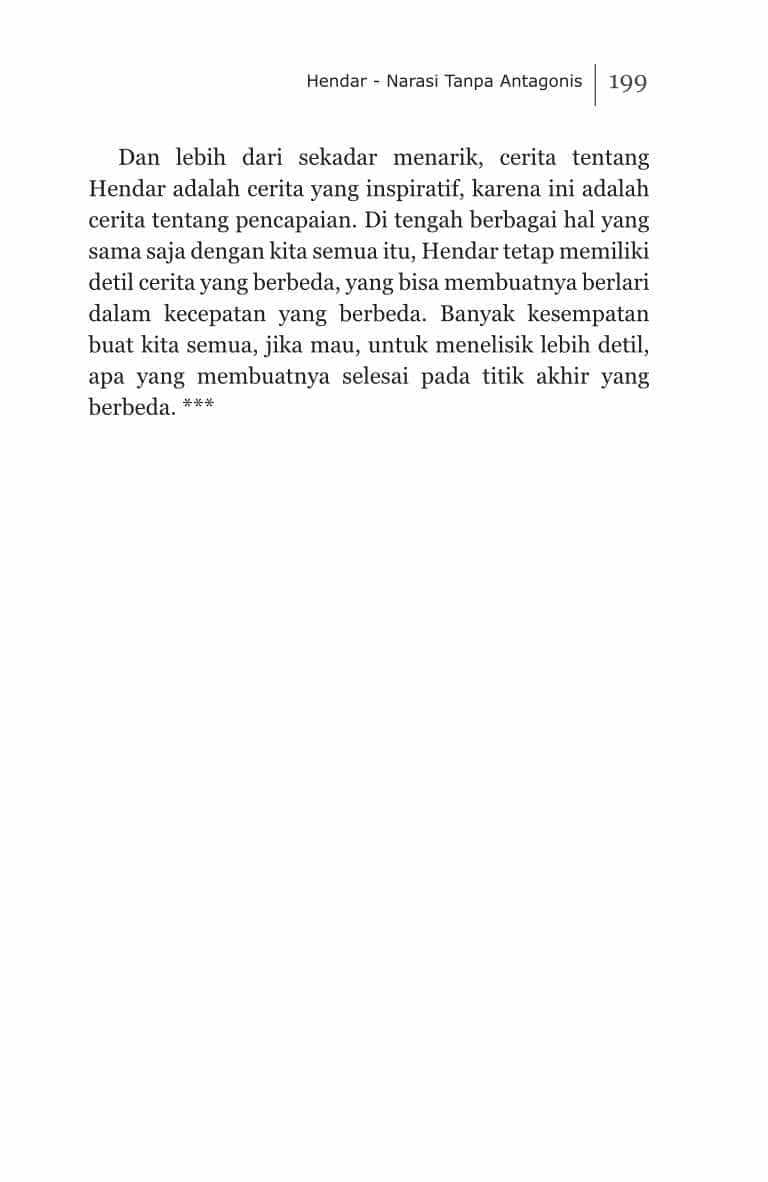 Hendar - Narasi Tanpa Antagonis | 199
Dan lebih dari sekadar menarik, cerita tentang
Hendar adalah cerita yang inspiratif, karena ini adalah
cerita tentang pencapaian. Di tengah berbagai hal yang
sama saja dengan kita semua itu, Hendar tetap memiliki
detil cerita yang berbeda, yang bisa membuatnya berlari
dalam kecepatan yang berbeda. Banyak kesempatan
buat kita semua, jika mau, untuk menelisik lebih detil,
apa yang membuatnya selesai pada titik akhir yang
berbeda. ***